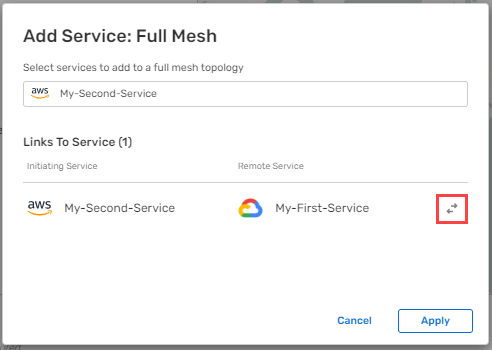 Add Service: Full Mesh
Select services to add to a full mesh topology
aws My-Second-Service
Links To Service (1)
Initiating Service Remote Service
aws My-Second-Service My-First-Service
Cancel Apply